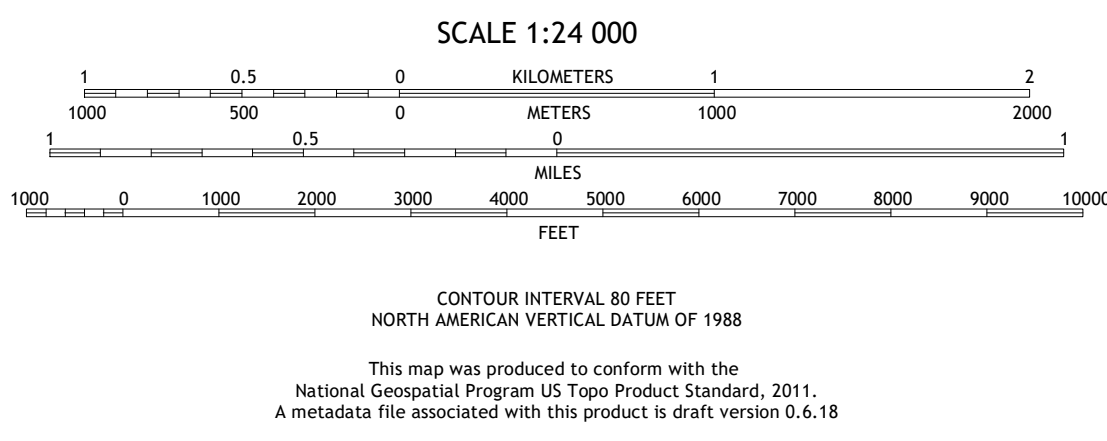 SCALE 1:24 000
1 0.5 0 KILOMETERS 1 2
1000 500 0 METERS 1000 2000
1 0.5 0 1
MILES
1000 0 1000 2000 3000 4000 5000 6000 7000 8000 9000 10000
FEET
CONTOUR INTERVAL 80 FEET
NORTH AMERICAN VERTICAL DATUM OF 1988
This map was produced to conform with the
National Geospatial Program US Topo Product Standard, 2011.
A metadata file associated with this product is draft version 0.6.18